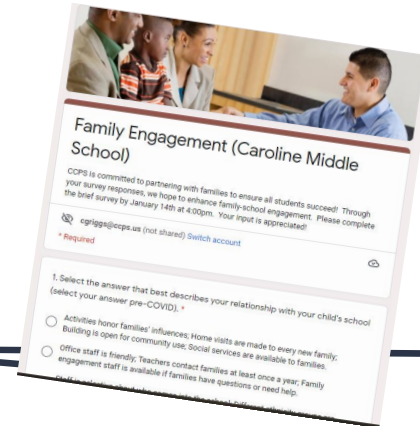 Family Engagement (Caroline Middle
School)
CCPS is committed to partnering with families to ensure all students succeed! Through
your survey responses, we hope to enhance family-school engagement. Please complete
the brief survey by January 14th at 4:00pm. Your input is appreciated!
cgriggs@ccps.us (not shared) Switch account
* Required
1. Select the answer that best describes your relationship with your child's school
(select your answer pre-COVID). *
Activities honor families' influences; Home visits are made to every new family;
Building is open for community use; Social services are available to families.
Office staff is friendly; Teachers contact families at least once a year; Family
engagement staff is available if families have questions or need help.